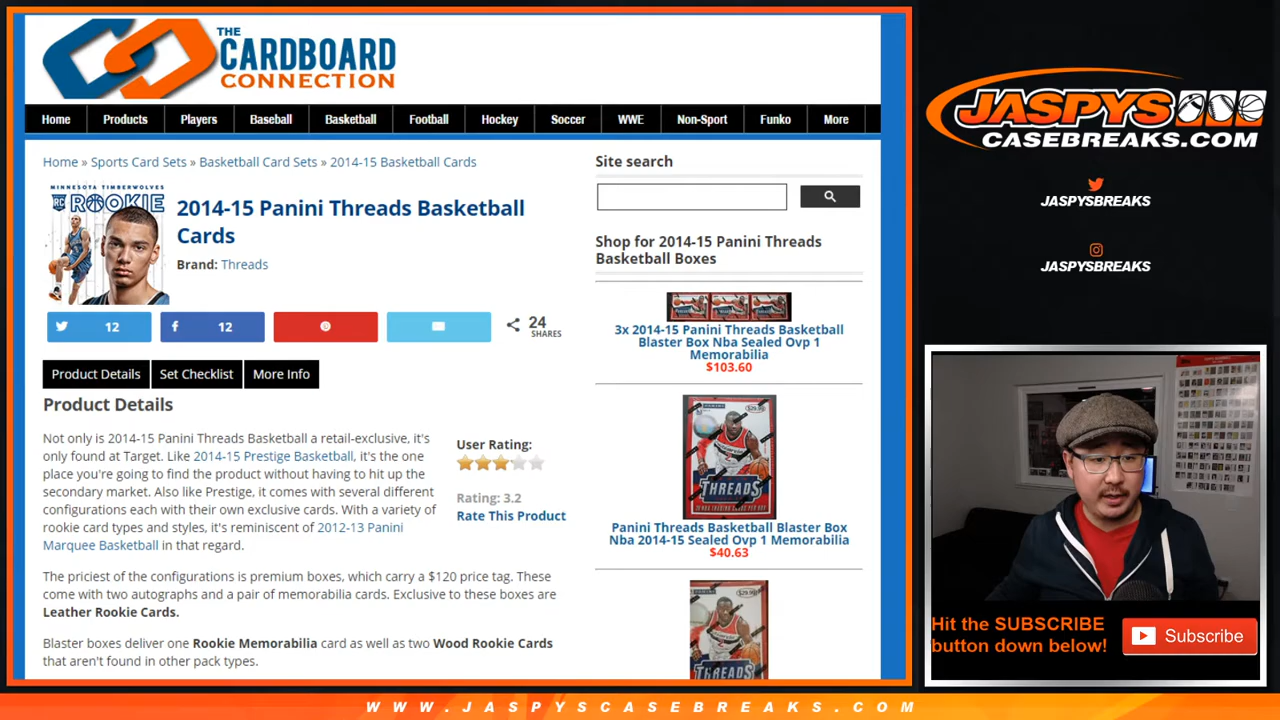 THE
CARDBOARD
CONNECTION
Home Products Players Baseball Basketball Football Hockey Soccer WWE Non-Sport Funko More
Home » Sports Card Sets » Basketball Card Sets » 2014-15 Basketball Cards
MINNESOTA TIMBERWOLVES
RC ROOKIE
2014-15 Panini Threads Basketball
Cards
Brand: Threads
12
12
24
SHARES
Product Details Set Checklist More Info
Product Details
Not only is 2014-15 Panini Threads Basketball a retail-exclusive, it's
only found at Target. Like 2014-15 Prestige Basketball, it's the one
place you're going to find the product without having to hit up the
secondary market. Also like Prestige, it comes with several different
configurations each with their own exclusive cards. With a variety of
rookie card types and styles, it's reminiscent of 2012-13 Panini
Marquee Basketball in that regard.
User Rating:
Rating: 3.2
Rate This Product
The priciest of the configurations is premium boxes, which carry a $120 price tag. These
come with two autographs and a pair of memorabilia cards. Exclusive to these boxes are
Leather Rookie Cards.
Blaster boxes deliver one Rookie Memorabilia card as well as two Wood Rookie Cards
that aren't found in other pack types.
Site search
Shop for 2014-15 Panini Threads
Basketball Boxes
3x 2014-15 Panini Threads Basketball
Blaster Box Nba Sealed Ovp 1
Memorabilia
$103.60
$29.99
THREADS
Panini Threads Basketball Blaster Box
Nba 2014-15 Sealed Ovp 1 Memorabilia
$40.63
$29.99
THREADS
JASPYS
CASEBREAKS.COM
JASPYSBREAKS
JASPYSBREAKS
Hit the SUBSCRIBE
button down below!
Subscribe
WWW.JASPYSCASEBREAKS.COM